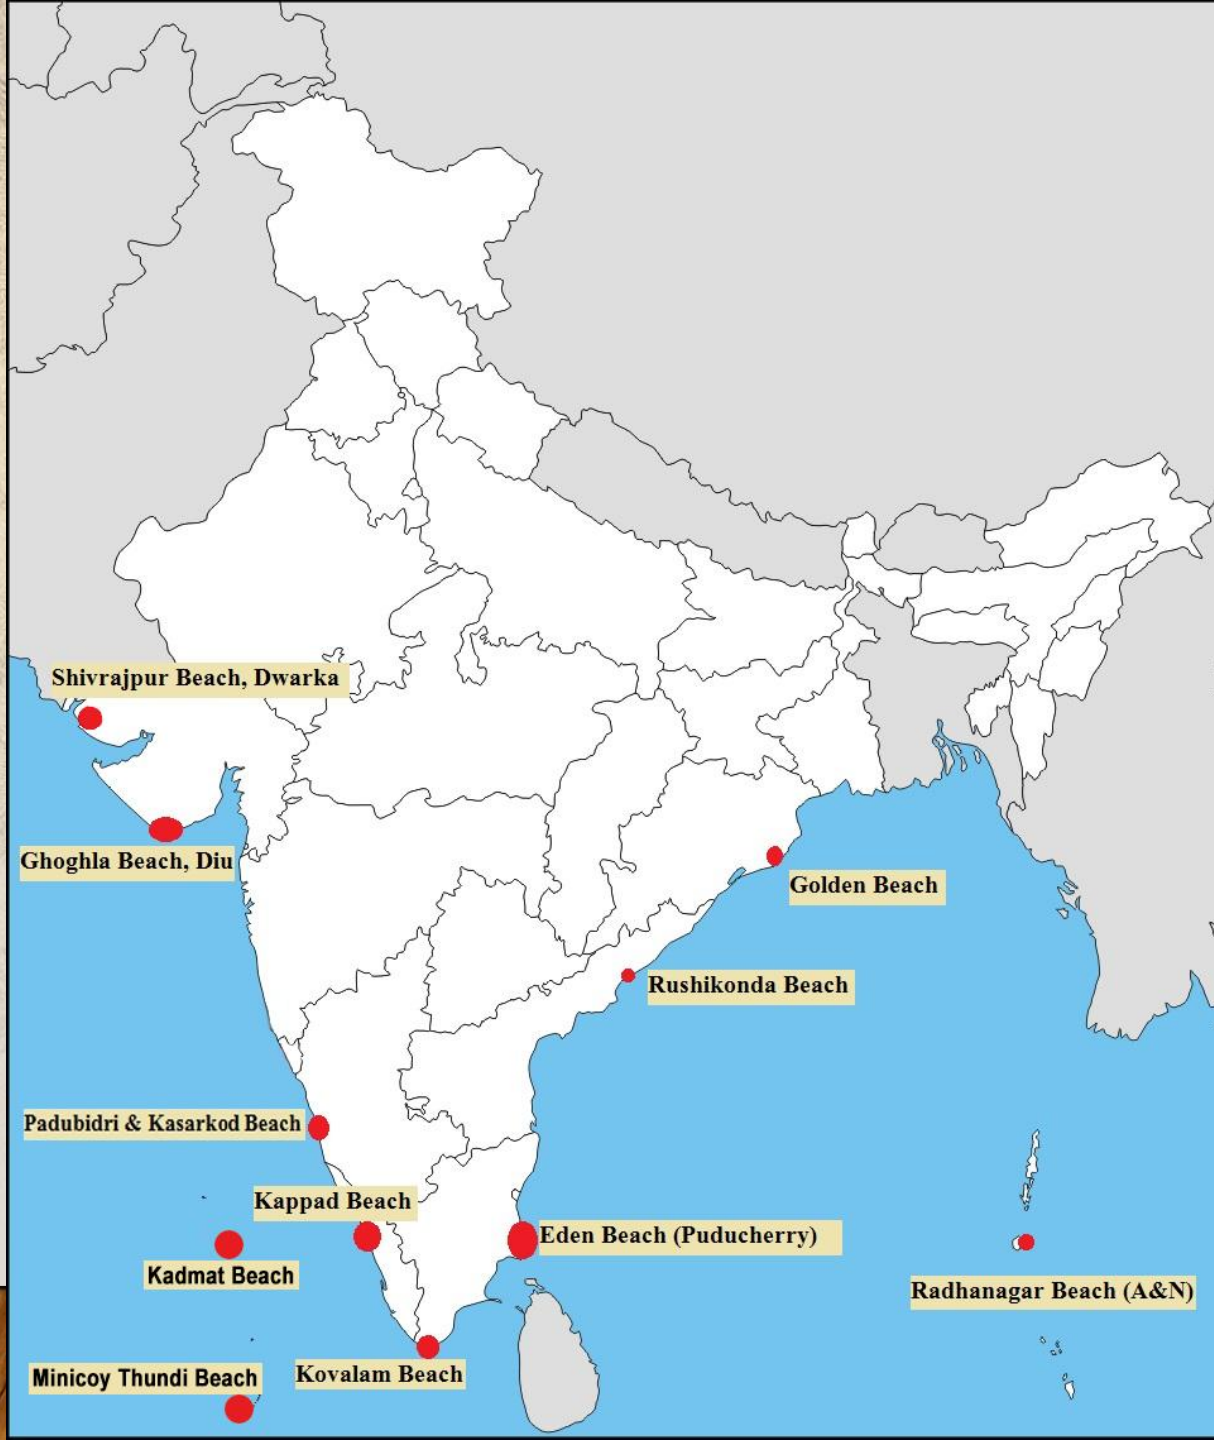 Shivrajpur Beach, Dwarka
Ghoghla Beach, Diu
Golden Beach
Rushikonda Beach
Padubidri & Kasarkod Beach
Kappad Beach
Eden Beach (Puducherry)
Kadmat Beach
Radhanagar Beach (A&N)
Minicoy Thundi Beach
Kovalam Beach